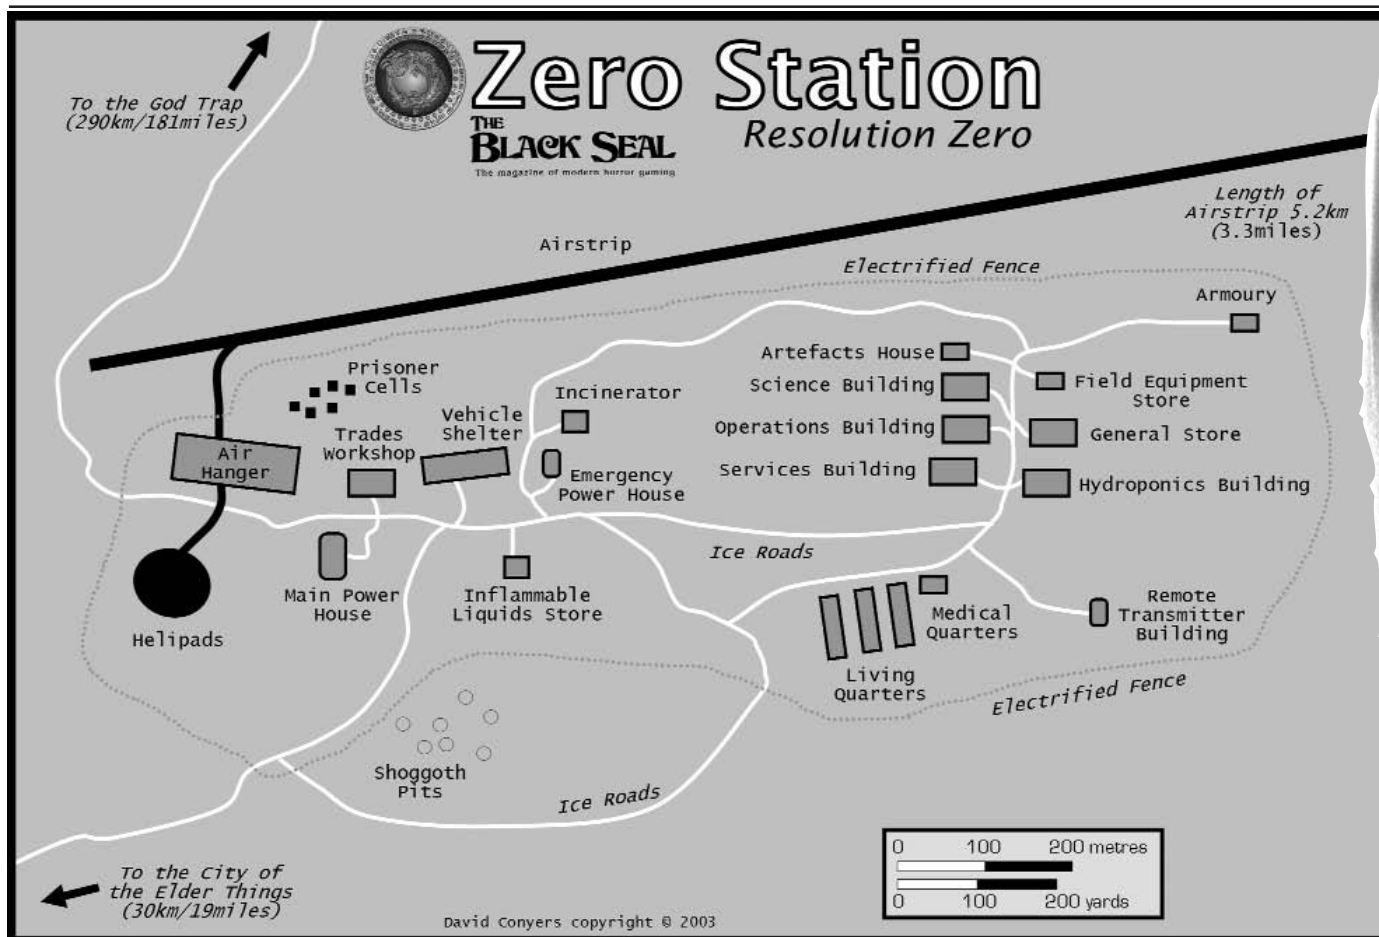 Zero Station
Resolution Zero
THE
BLACK SEAL
The magazine of modern horror gaming
To the God Trap
(290km/181miles)
Length of
Airstrip 5.2km
(3.3miles)
Airstrip
Electrified Fence
Armoury
Prisoner
Cells
Incinerator
Vehicle
Shelter
Trades
Workshop
Air
Hanger
Emergency
Power House
Artefacts House
Science Building
Operations Building
Services Building
Field Equipment
Store
General Store
Hydroponics Building
Ice Roads
Main Power
House
Inflammable
Liquids Store
Helipads
Medical
Quarters
Remote
Transmitter
Building
Living
Quarters
Electrified Fence
Shoggoth
Pits
Ice Roads
To the City of
the Elder Things
(30km/19miles)
0 100 200 metres
0 100 200 yards
David Conyers copyright © 2003